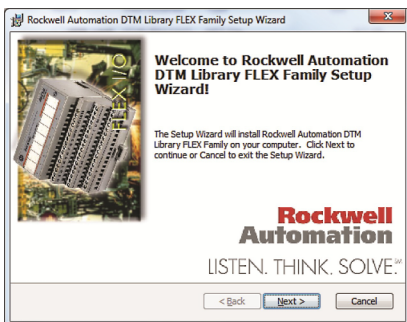 Rockwell Automation DTM Library FLEX Family Setup Wizard
FLEX I/O
Welcome to Rockwell Automation
DTM Library FLEX Family Setup
Wizard!
The Setup Wizard will install Rockwell Automation DTM
Library FLEX Family on your computer. Click Next to
continue or Cancel to exit the Setup Wizard.
Rockwell
Automation
LISTEN. THINK. SOLVE.℠
< Back Next > Cancel